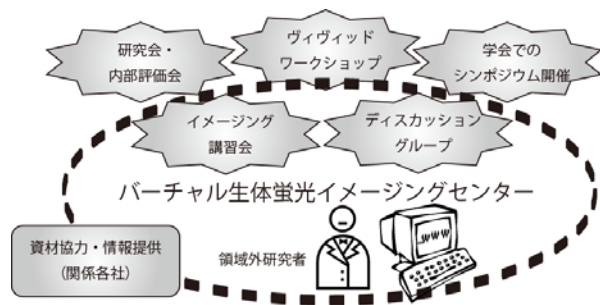 研究会・
内部評価会
ヴィヴィッド
ワークショップ
学会での
シンポジウム開催
イメージング
講習会
ディスカッション
グループ
バーチャル生体蛍光イメージングセンター
資材協力・情報提供
(関係各社)
領域外研究者
WWW